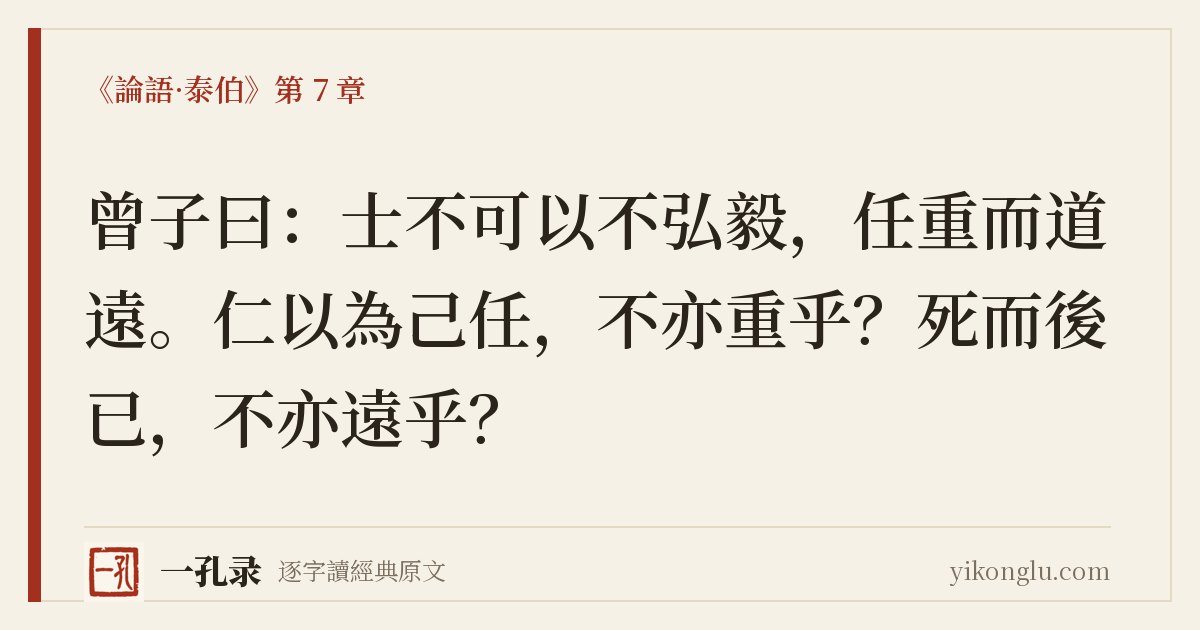 《論語·泰伯》第 7 章
曾子曰：士不可以不弘毅，任重而道
遠。仁以為己任，不亦重乎？死而後
已，不亦遠乎？
一孔 一孔录 逐字讀經典原文 yikonglu.com